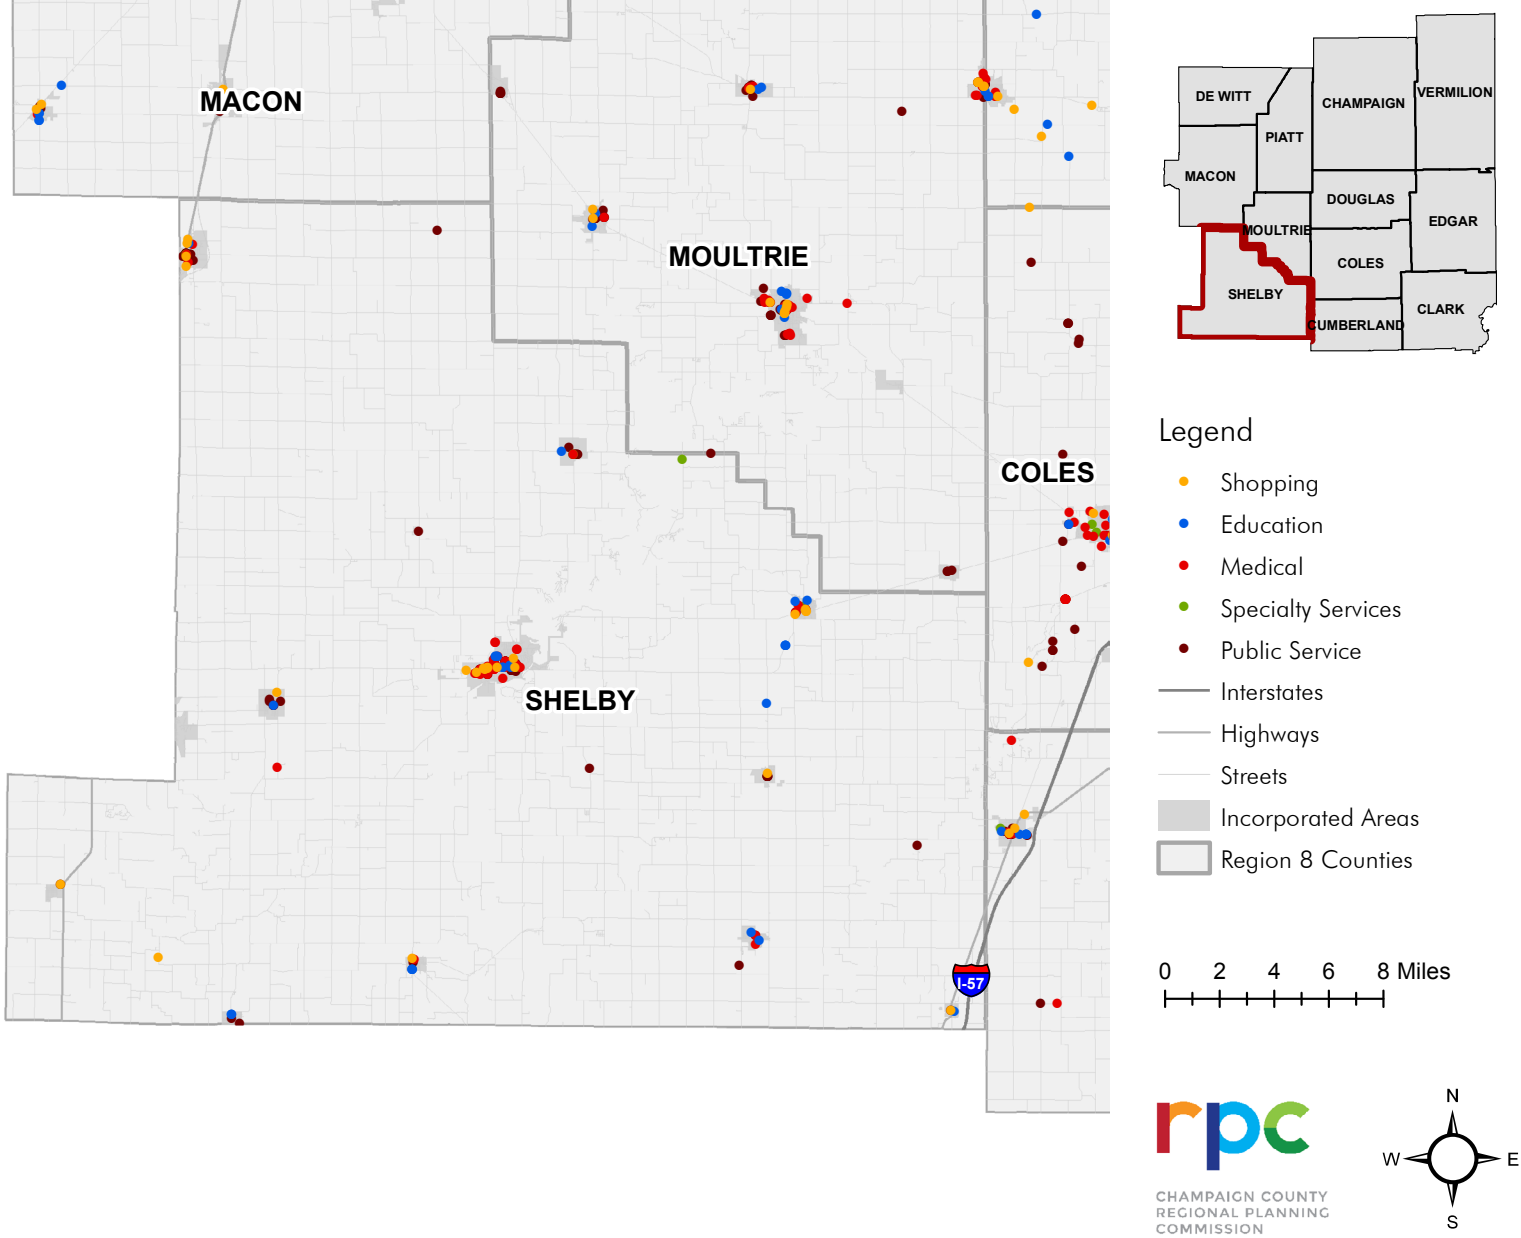 MACON
MOULTRIE
COLES
SHELBY
I-57
DE WITT
PIATT
CHAMPAIGN
VERMILION
MACON
DOUGLAS
EDGAR
MOULTRIE
COLES
SHELBY
CLARK
CUMBERLAND
Legend
Shopping
Education
Medical
Specialty Services
Public Service
Interstates
Highways
Streets
Incorporated Areas
Region 8 Counties
0 2 4 6 8 Miles
rpc
CHAMPAIGN COUNTY
REGIONAL PLANNING
COMMISSION
N
W E
S